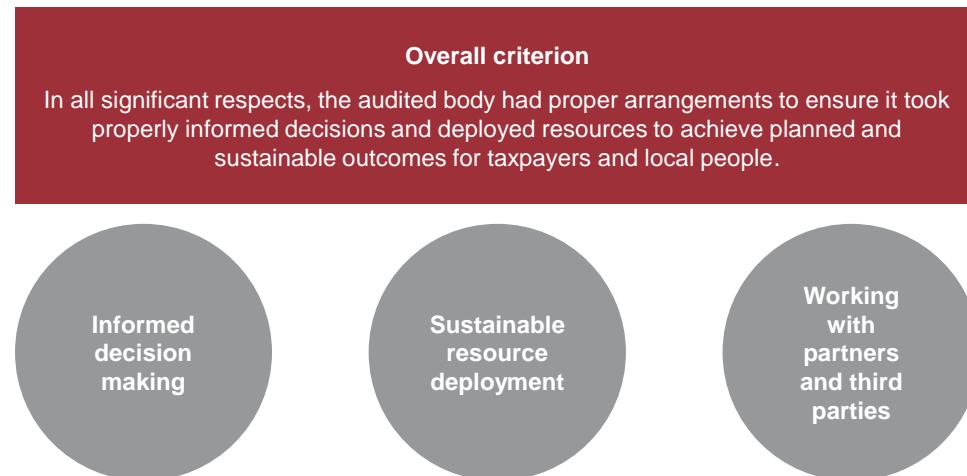 Overall criterion
In all significant respects, the audited body had proper arrangements to ensure it took
properly informed decisions and deployed resources to achieve planned and
sustainable outcomes for taxpayers and local people.
Informed
decision
making
Sustainable
resource
deployment
Working
with
partners
and third
parties